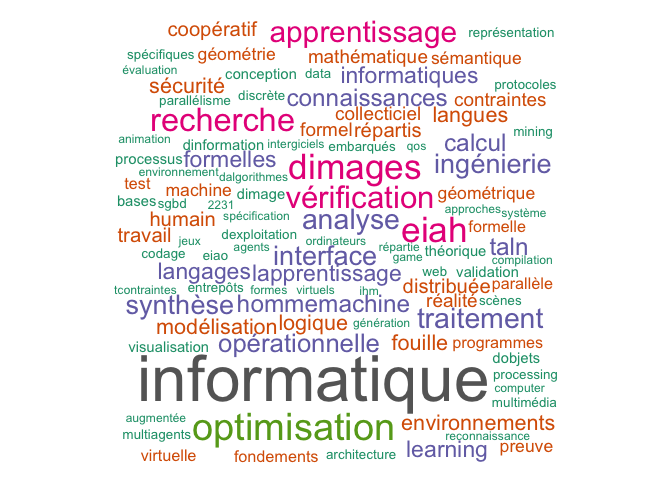 coopératif apprentissage représentation
spécifiques géométrie mathématique sémantique
évaluation conception data informatiques protocoles
sécurité parallélisme discrète connaissances contraintes
recherche collecticiel langues
formel répartis mining
animation dinformation intergiciels embarqués qos calcul
processus formelles dimages ingénierie
environnement dalgorithmes
test machine dimage vérification géométrique
bases sgbd 2231
humain spécification analyse eiah approches système
travail jeux dexploitation formelle
codage eiao agents interface ordinateurs répartie game théorique taln
compilation
langages lapprentissage web validation
tcontraintes entrepôts formes virtuels ihm distribuée parallèle
synthèse hommemachine réalité scènes
modélisation logique génération traitement
visualisation opérationnelle fouille programmes
informatique dobjets
processing
computer
multimédia
augmentée optimisation environnements
multiagents reconnaissance
virtuelle fondements architecture learning preuve